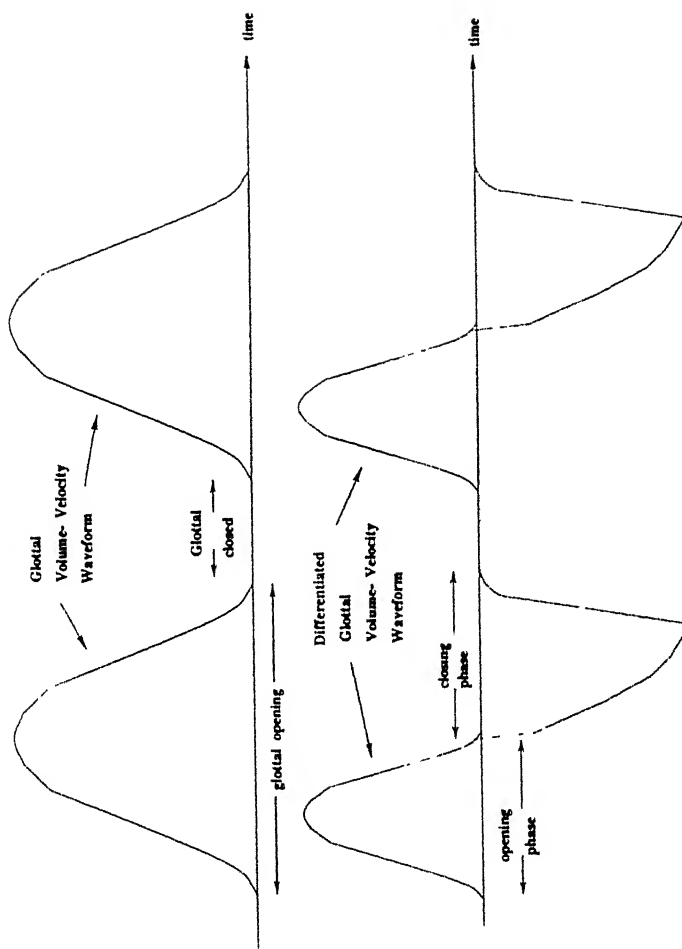 Glottal
Volume- Velocity
Waveform
time
Glottal
closed
glottal opening
Differentiated
Glottal
Volume- Velocity
Waveform
time
closing
phase
opening
phase